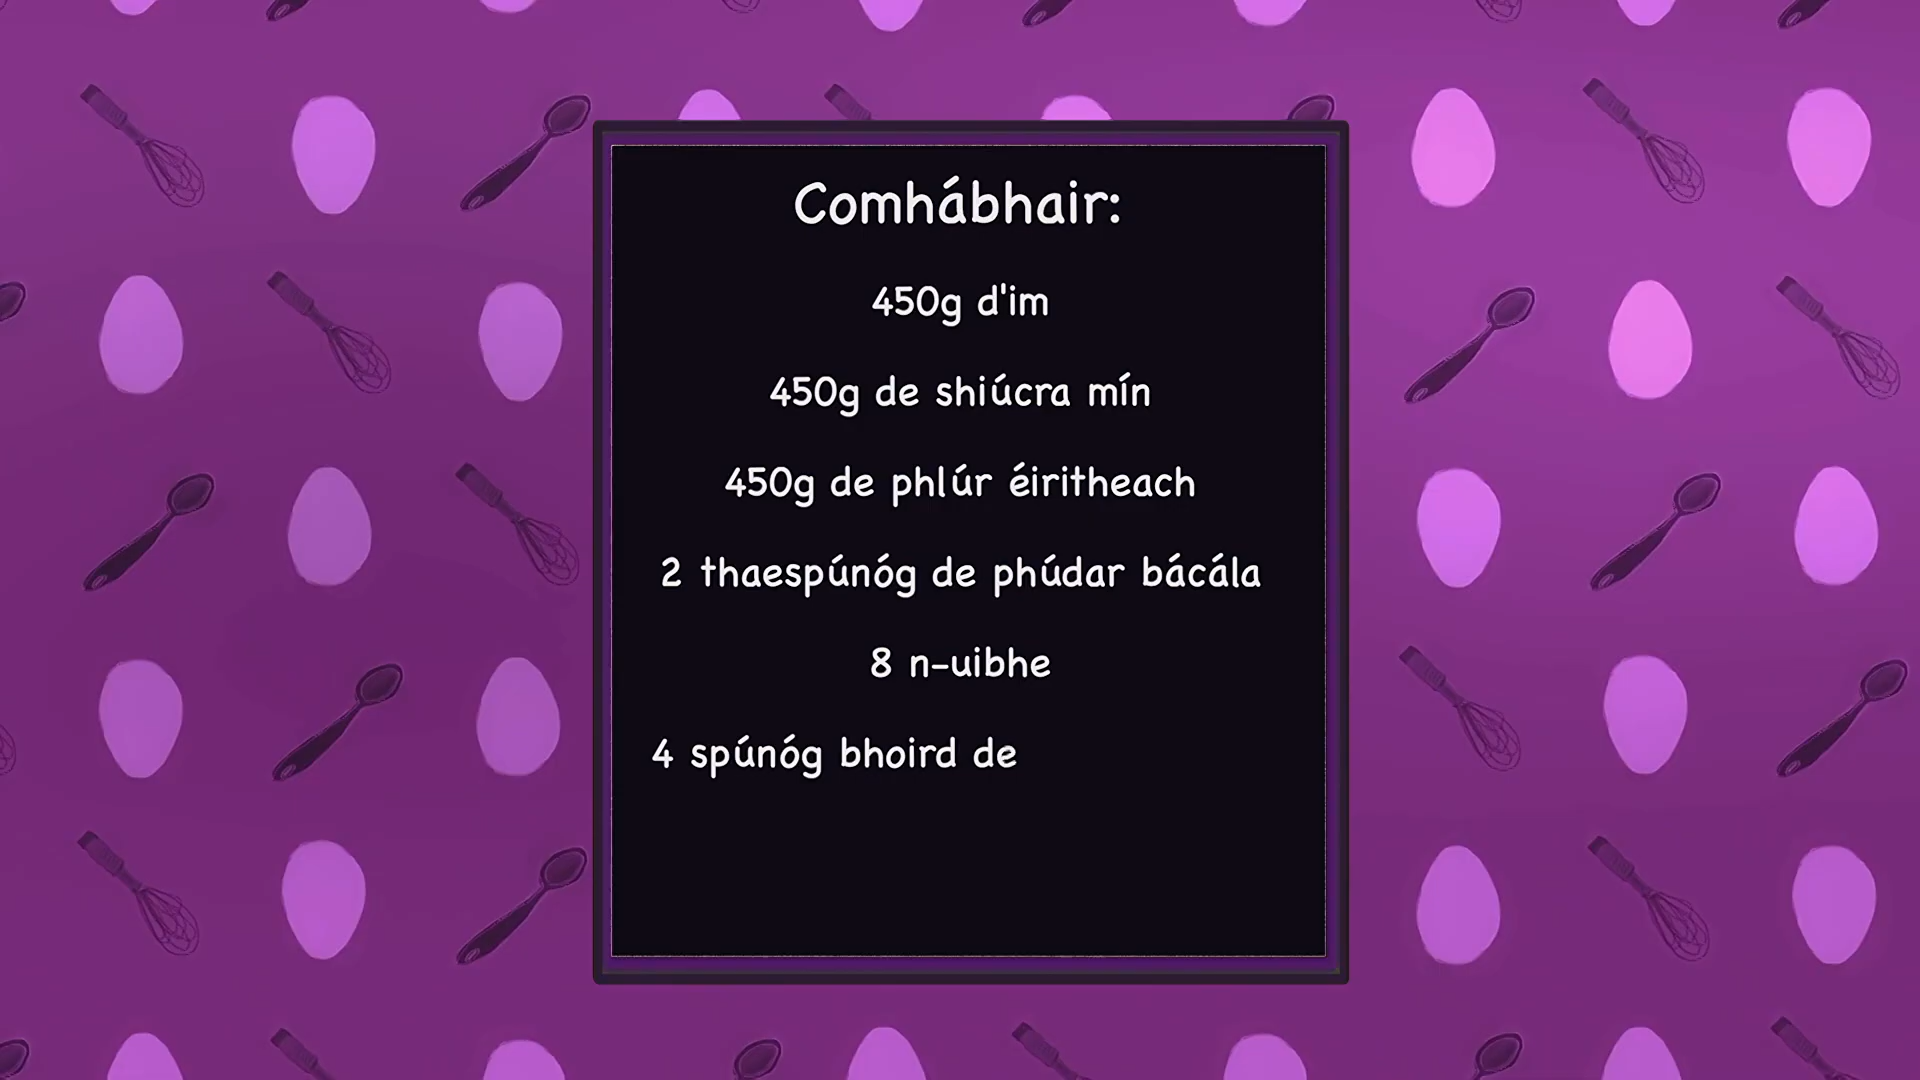 Comhábhair:
450g d'im
450g de shiúcra mín
450g de phlúr éiritheach
2 thaespúnóg de phúdar bácála
8 n-uibhe
4 spúnóg bhoird de